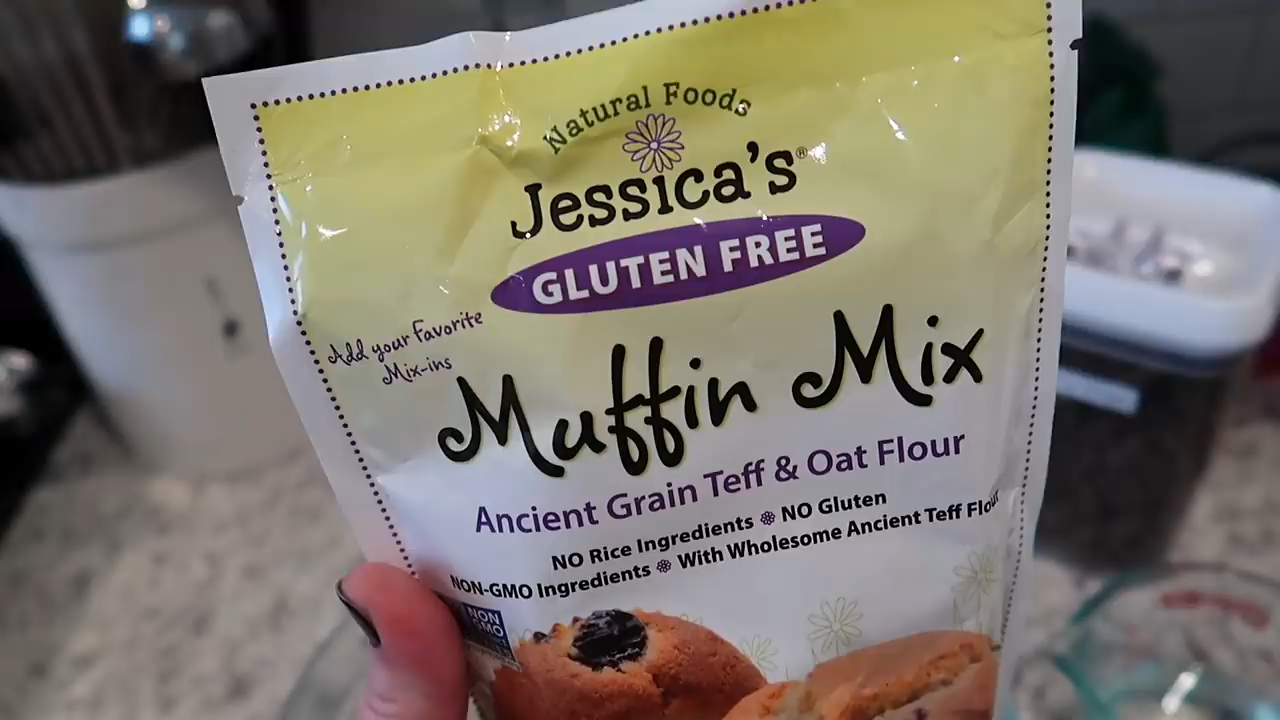 Natural Foods
Jessica's®
GLUTEN FREE
Add your Favorite
Mix-ins
Muffin Mix
Ancient Grain Teff & Oat Flour
NO Rice Ingredients NO Gluten
NON-GMO Ingredients With Wholesome Ancient Teff Flour
NON
GMO